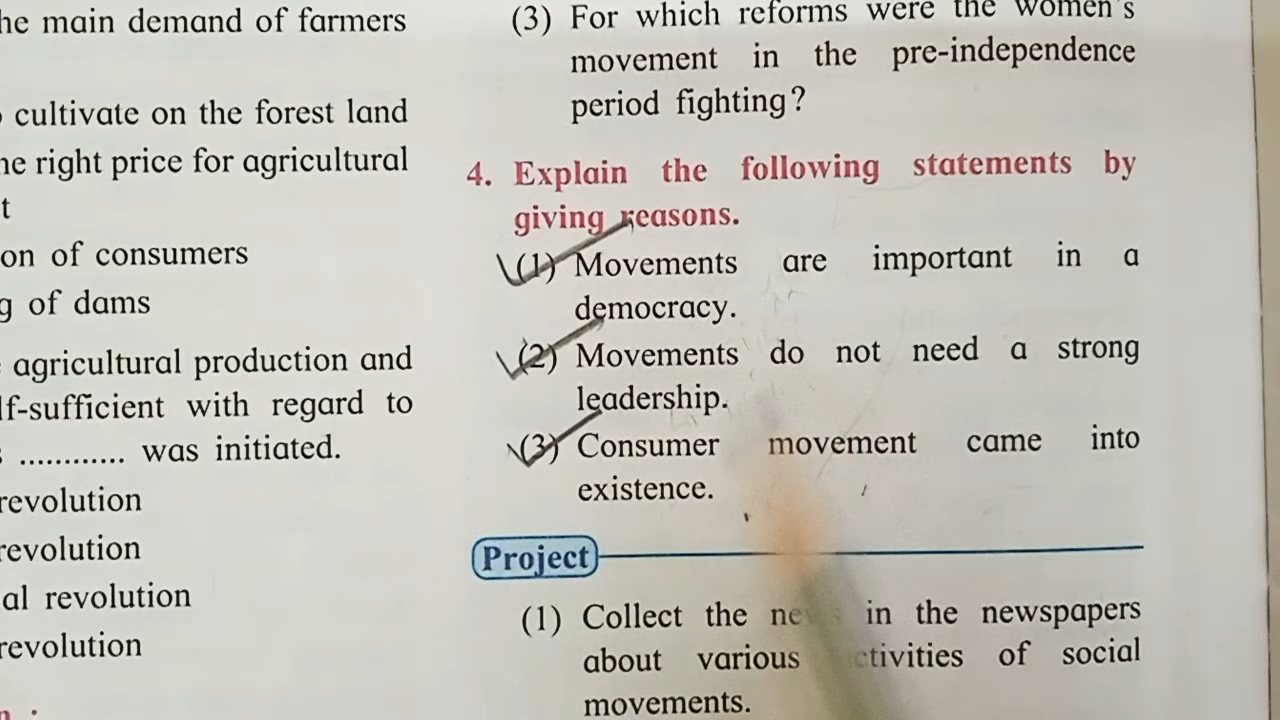 he main demand of farmers
cultivate on the forest land
he right price for agricultural
t
on of consumers
g of dams
agricultural production and
lf-sufficient with regard to
............ was initiated.
revolution
revolution
al revolution
revolution
(3) For which reforms were the women's
movement in the pre-independence
period fighting?
4. Explain the following statements by
giving reasons.
(1) Movements are important in a
democracy.
(2) Movements do not need a strong
leadership.
(3) Consumer movement came into
existence.
Project
(1) Collect the in the newspapers
about various of social
movements.